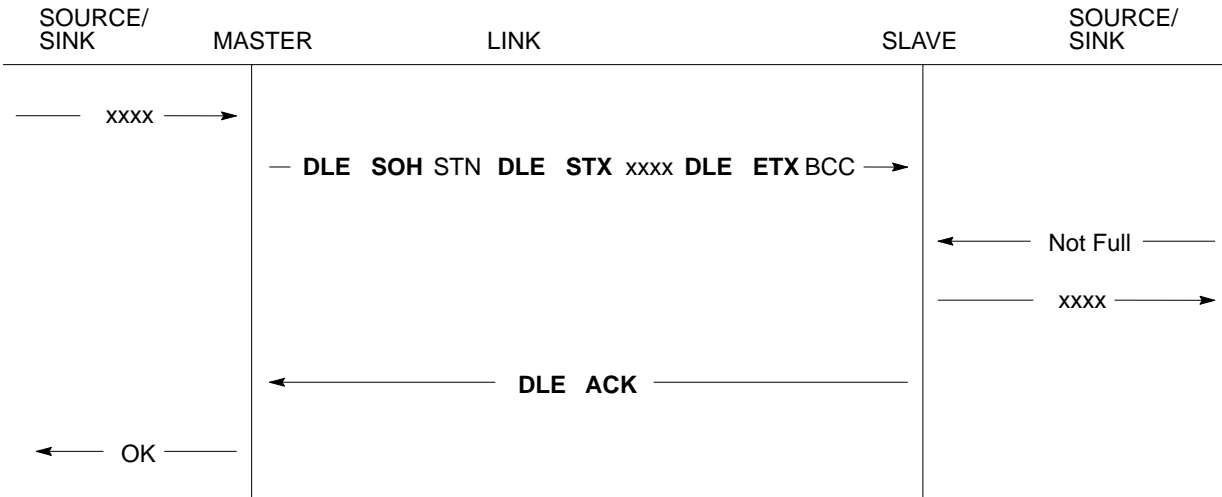 SOURCE/ SOURCE/
SINK MASTER LINK SLAVE SINK
xxxx
DLE SOH STN DLE STX xxxx DLE ETX BCC
Not Full
xxxx
DLE ACK
OK